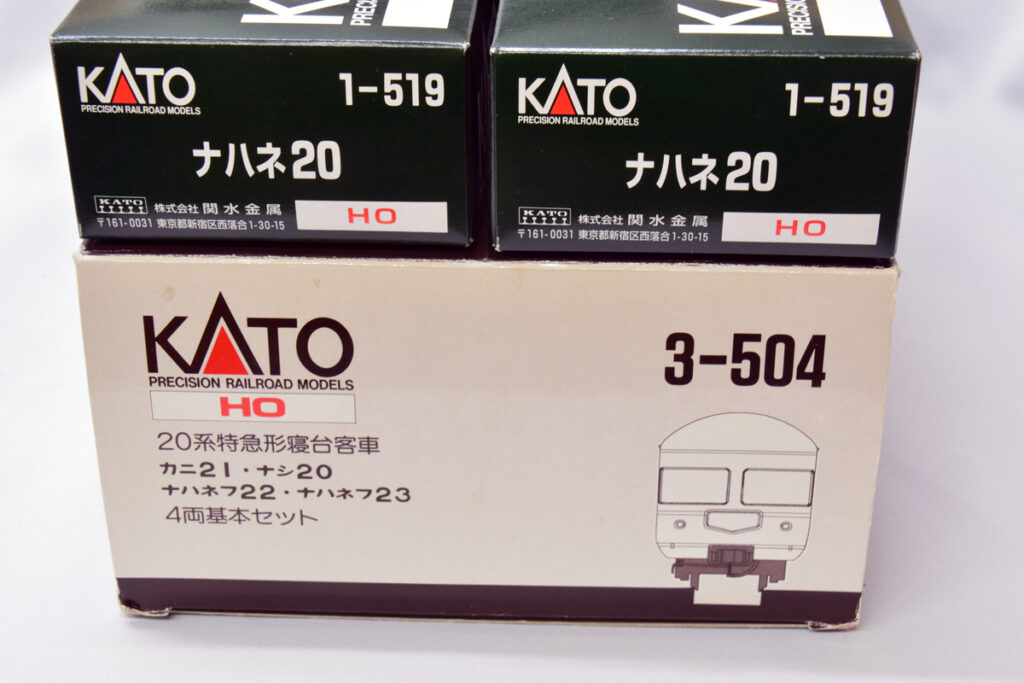 KATO
PRECISION
KATO
PRECISION RAILROAD MODELS
1-519
ナハネ20
KATO
株式会社 関水金属
〒161-0031 東京都新宿区西落合1-30-15
HO
KATO
PRECISION
KATO
PRECISION RAILROAD MODELS
1-519
ナハネ20
KATO
株式会社 関水金属
〒161-0031 東京都新宿区西落合1-30-15
HO
KATO
PRECISION RAILROAD MODELS
HO
3-504
20系特急形寝台客車
カニ21・ナシ20
ナハネフ22・ナハネフ23
4両基本セット